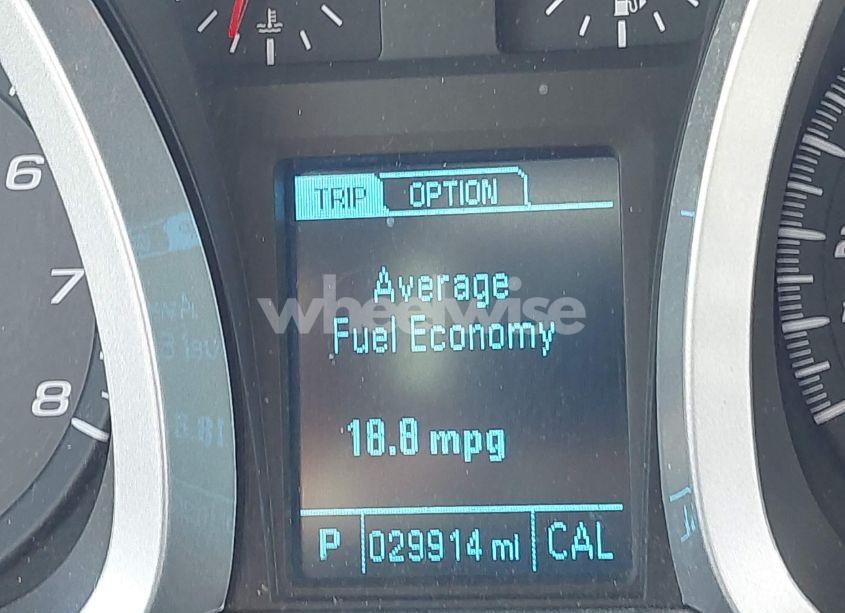 6
7
8
TRIP OPTION
Average
Fuel Economy
18.8 mpg
P 029914 mi CAL
wheelwise